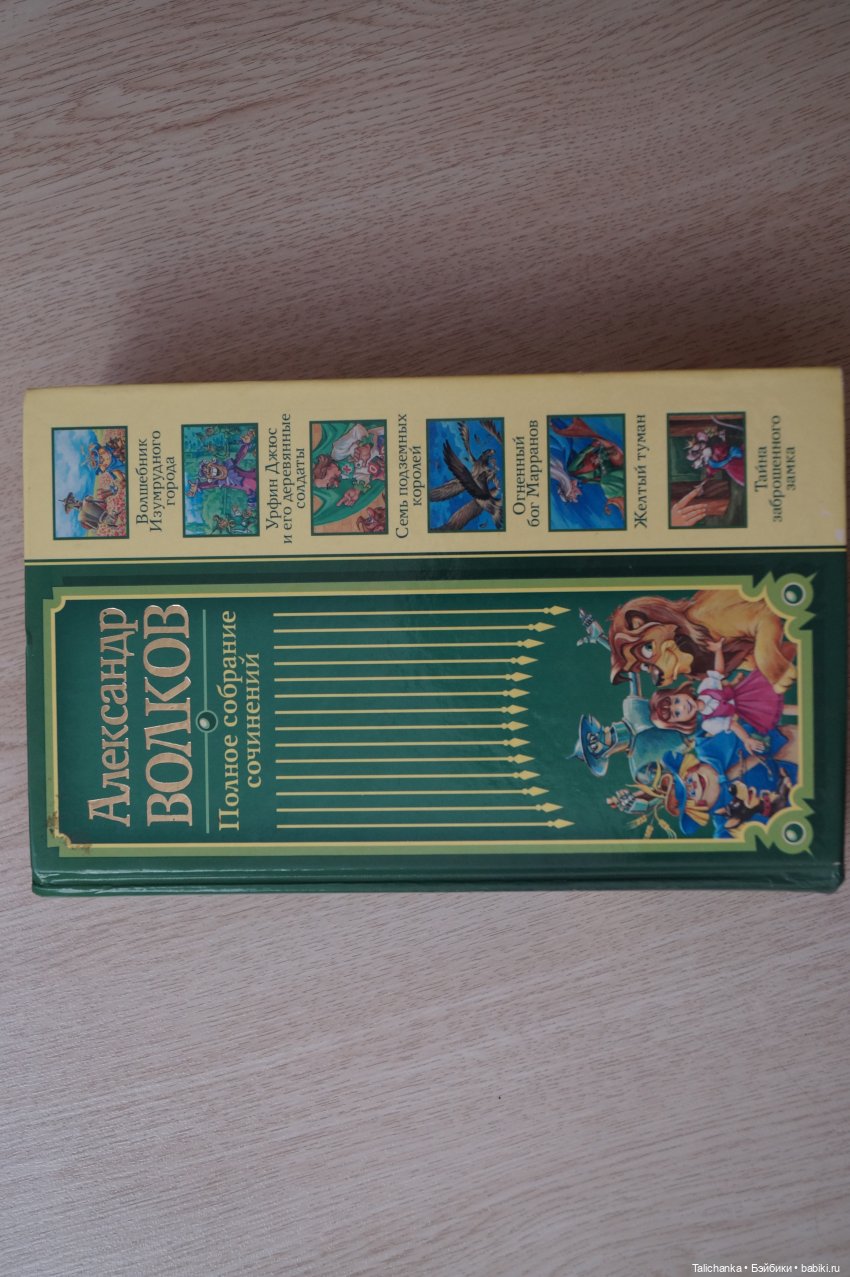 Александр
ВОЛКОВ
Полное собрание
сочинений
Волшебник
Изумрудного
города
Урфин Джюс
и его деревянные
солдаты
Семь подземных
королей
Огненный
бог Марранов
Желтый туман
Тайна
заброшенного
замка
Talichanka • Бэйбики • babiki.ru